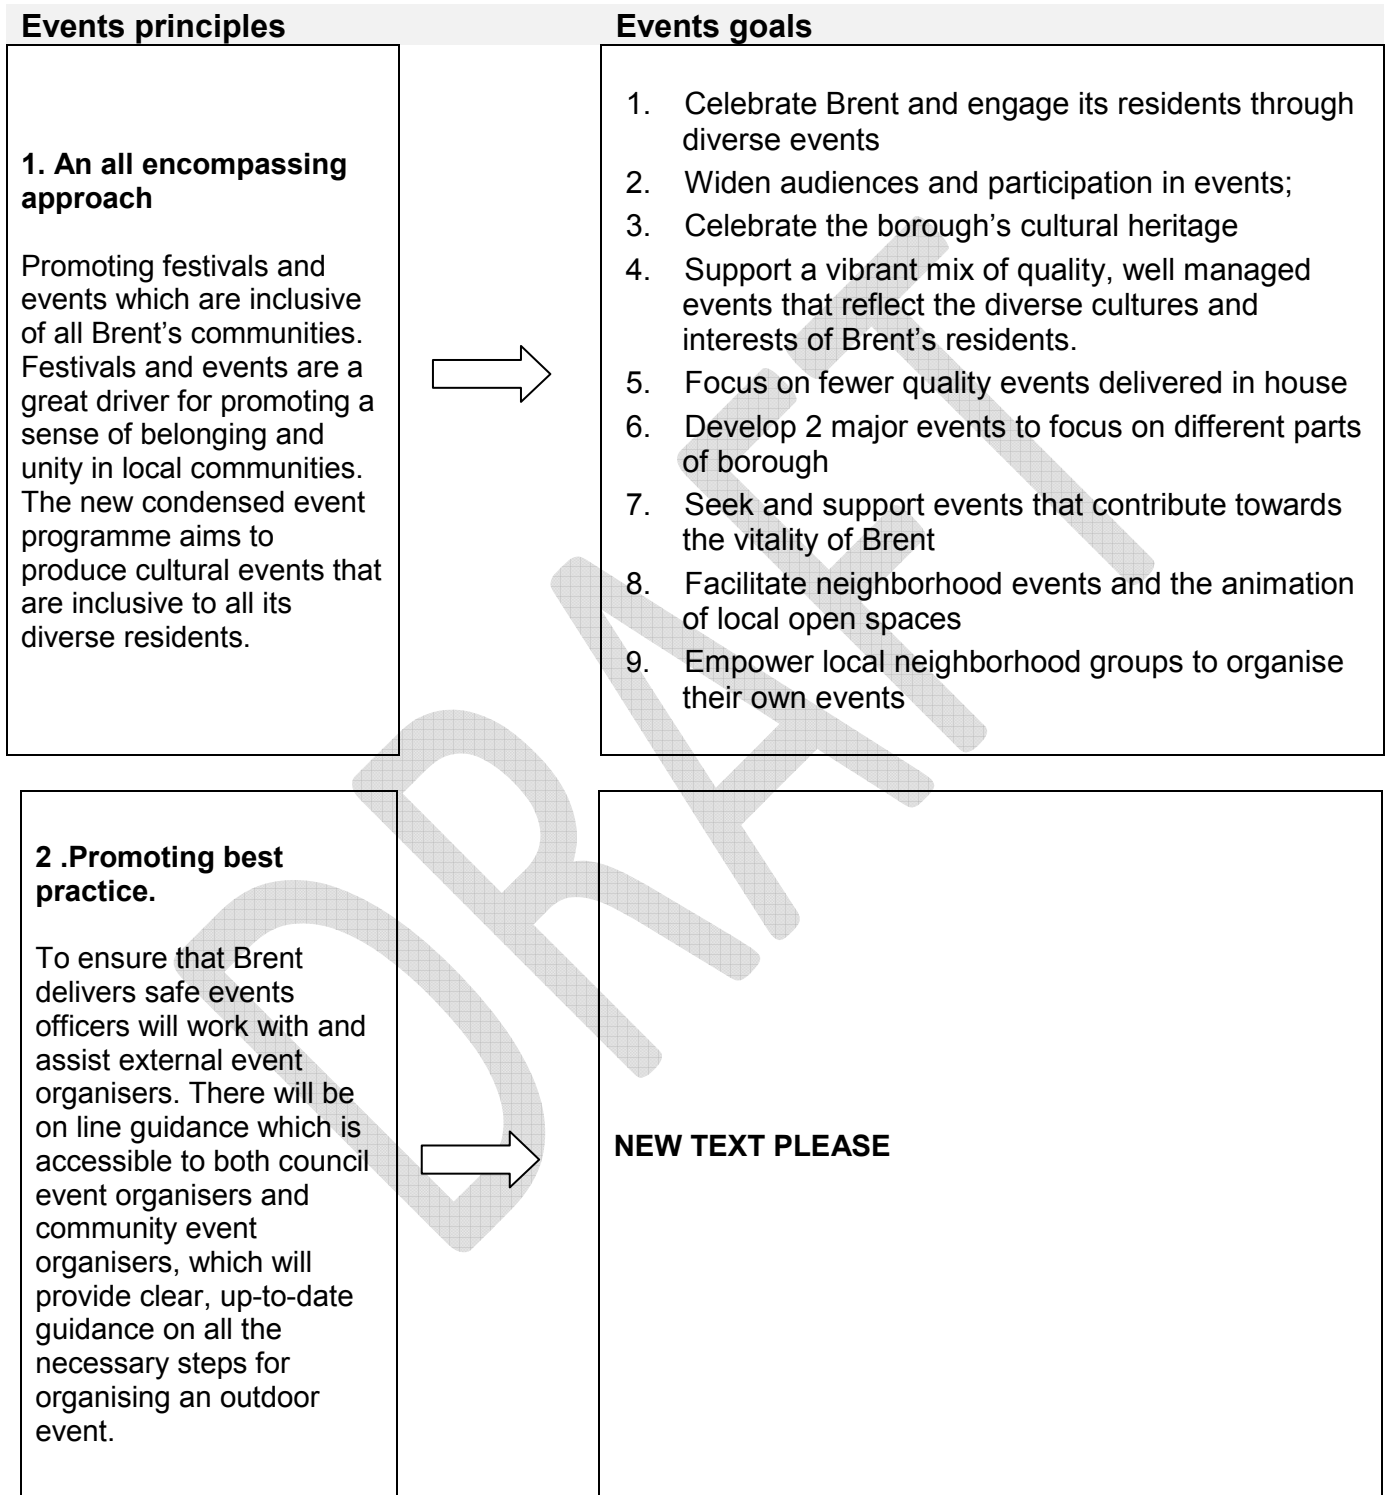 Events principles
Events goals
1. An all encompassing
approach
Promoting festivals and
events which are inclusive
of all Brent’s communities.
Festivals and events are a
great driver for promoting a
sense of belonging and
unity in local communities.
The new condensed event
programme aims to
produce cultural events that
are inclusive to all its
diverse residents.
1. Celebrate Brent and engage its residents through
diverse events
2. Widen audiences and participation in events;
3. Celebrate the borough’s cultural heritage
4. Support a vibrant mix of quality, well managed
events that reflect the diverse cultures and
interests of Brent’s residents.
5. Focus on fewer quality events delivered in house
6. Develop 2 major events to focus on different parts
of borough
7. Seek and support events that contribute towards
the vitality of Brent
8. Facilitate neighborhood events and the animation
of local open spaces
9. Empower local neighborhood groups to organise
their own events
2 .Promoting best
practice.
To ensure that Brent
delivers safe events
officers will work with and
assist external event
organisers. There will be
on line guidance which is
accessible to both council
event organisers and
community event
organisers, which will
provide clear, up-to-date
guidance on all the
necessary steps for
organising an outdoor
event.
NEW TEXT PLEASE
DRAFT